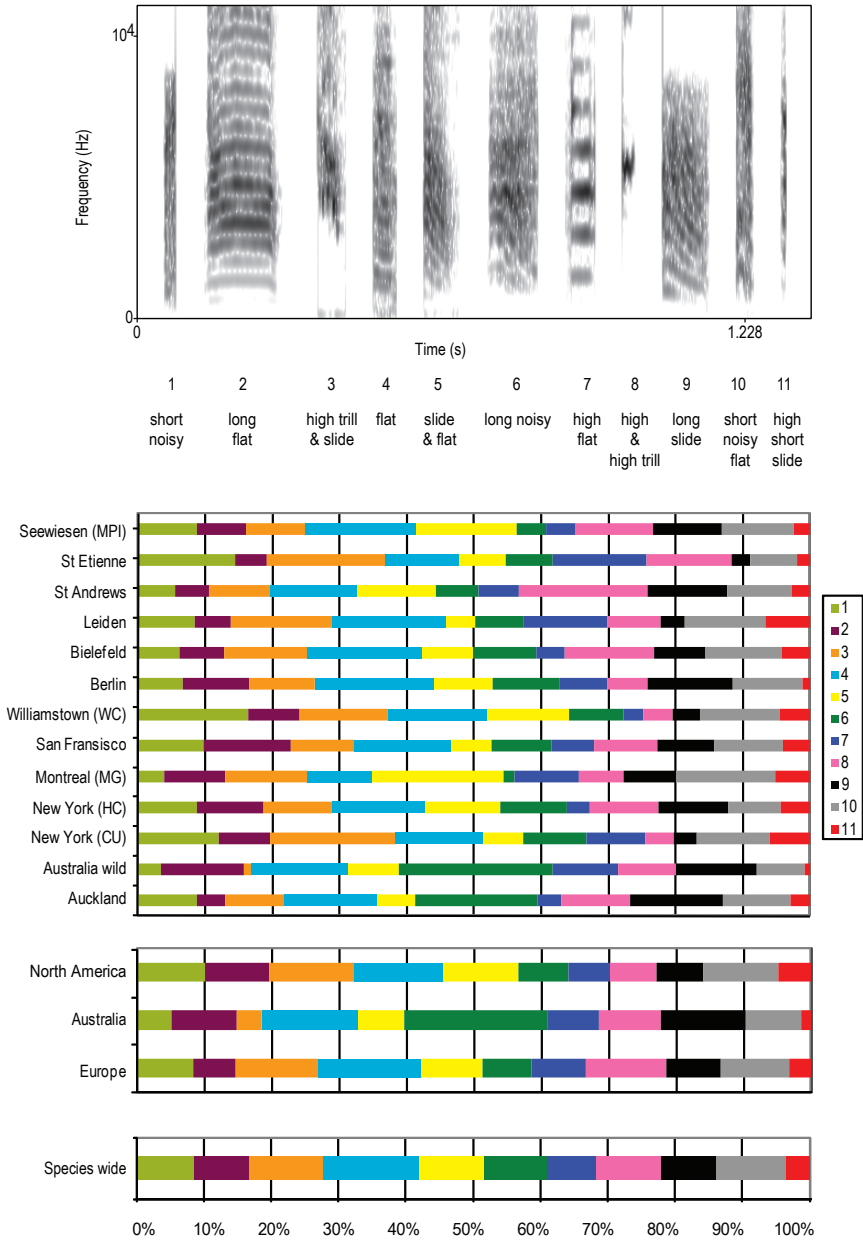 10⁴
Frequency (Hz)
0
0
1.228
Time (s)
1 2 3 4 5 6 7 8 9 10 11
short long high trill flat slide long noisy high high long short high
noisy flat & slide & flat flat & slide noisy short
high trill flat slide
Seewiesen (MPI)
St Etienne
St Andrews
Leiden
Bielefeld
Berlin
Williamstown (WC)
San Fransisco
Montreal (MG)
New York (HC)
New York (CU)
Australia wild
Auckland
1
2
3
4
5
6
7
8
9
10
11
North America
Australia
Europe
Species wide
0% 10% 20% 30% 40% 50% 60% 70% 80% 90% 100%